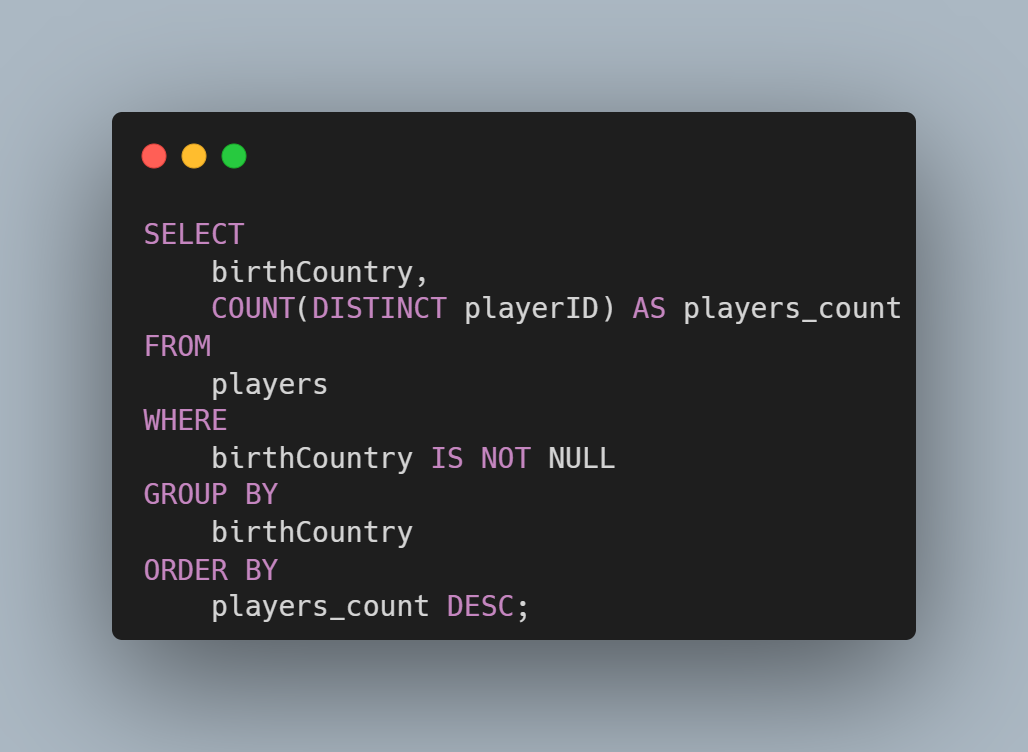 SELECT
    birthCountry,
    COUNT(DISTINCT playerID) AS players_count
FROM
    players
WHERE
    birthCountry IS NOT NULL
GROUP BY
    birthCountry
ORDER BY
    players_count DESC;